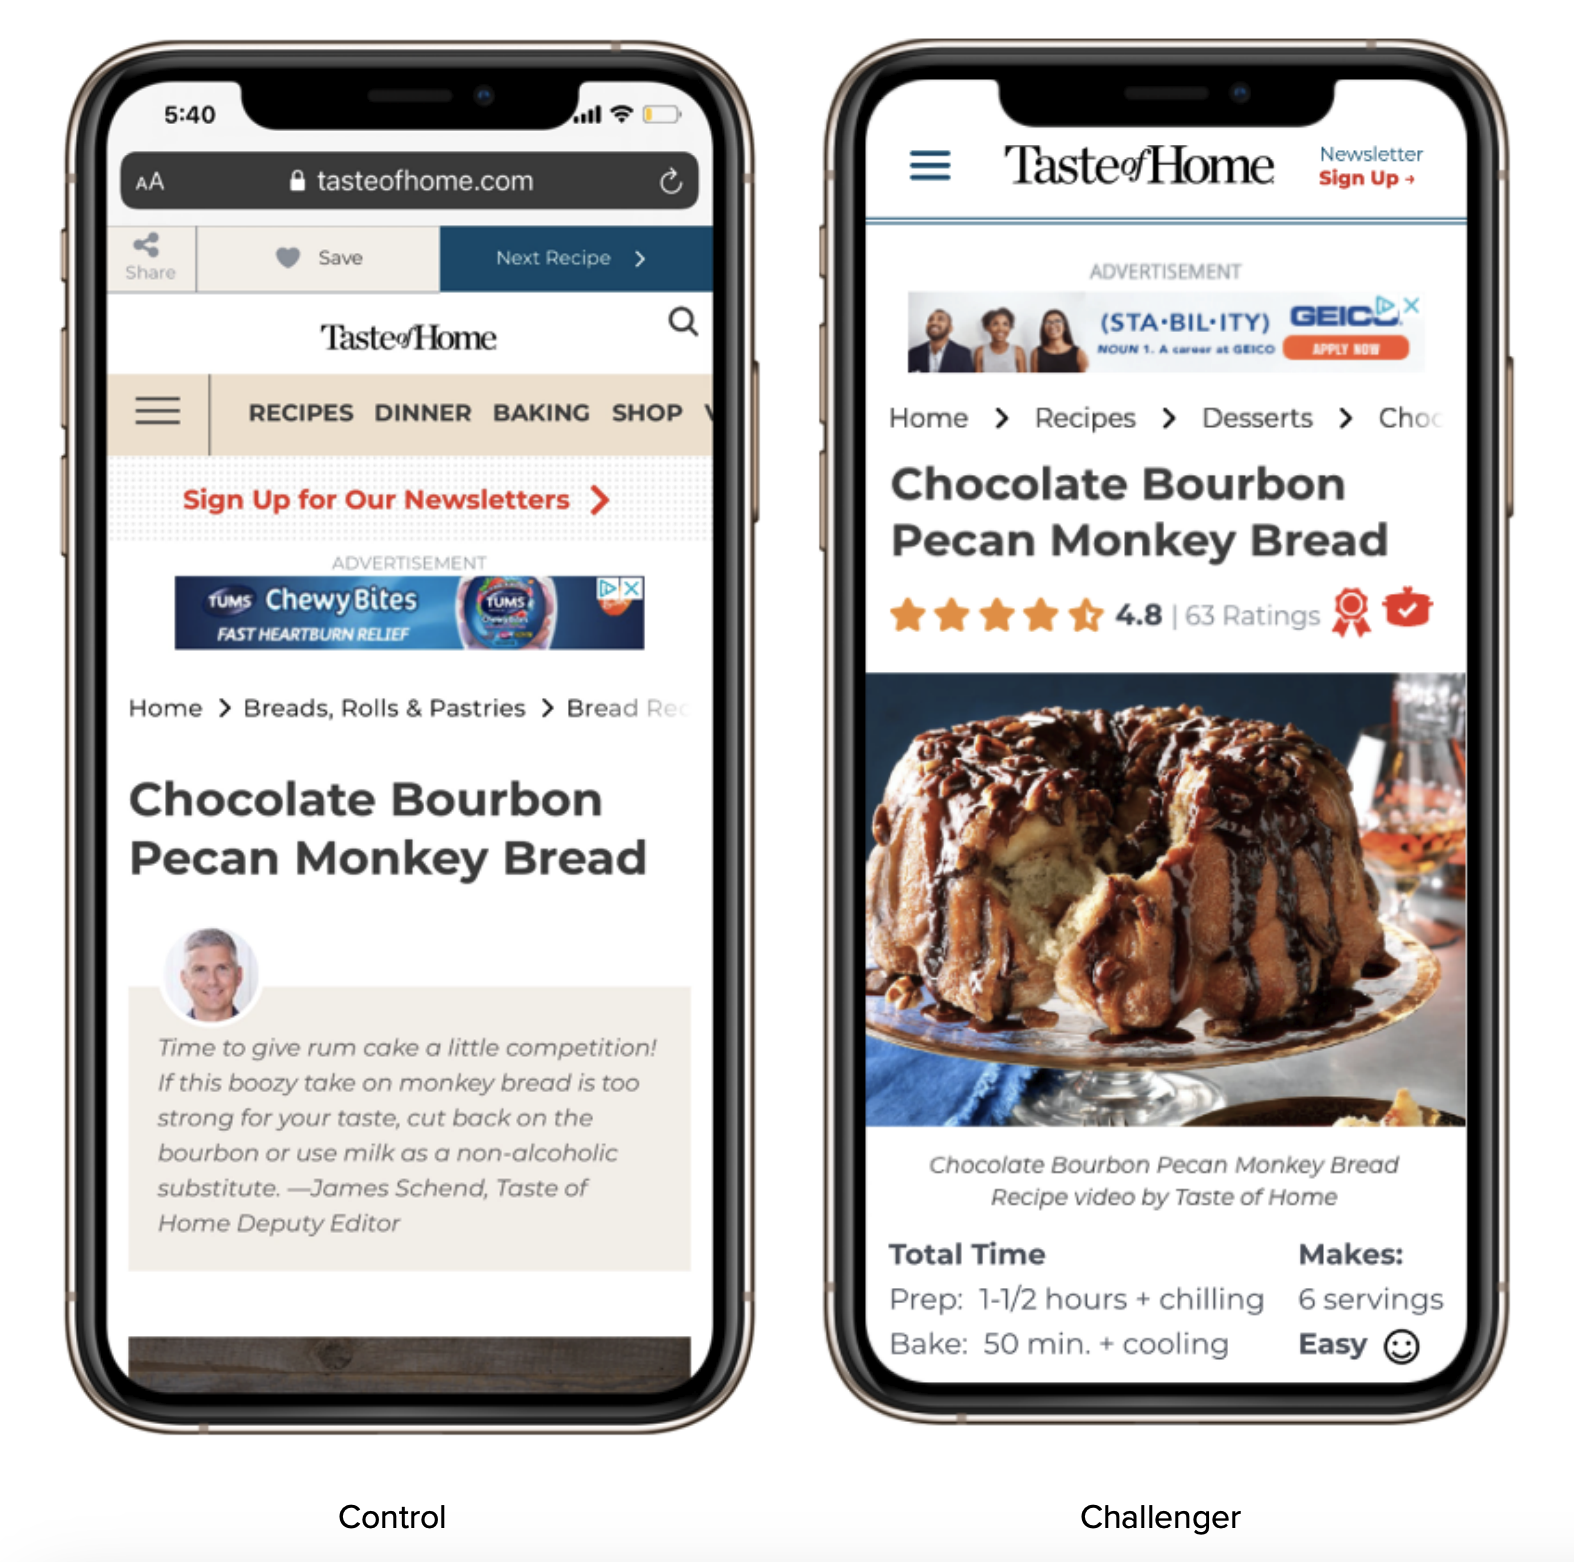 5:40
AA tasteofhome.com
Share
Save
Next Recipe
Taste of Home
RECIPES DINNER BAKING SHOP
Sign Up for Our Newsletters
ADVERTISEMENT
TUMS Chewy Bites
FAST HEARTBURN RELIEF
TUMS
Home > Breads, Rolls & Pastries > Bread Rec
Chocolate Bourbon
Pecan Monkey Bread
Time to give rum cake a little competition!
If this boozy take on monkey bread is too
strong for your taste, cut back on the
bourbon or use milk as a non-alcoholic
substitute. —James Schend, Taste of
Home Deputy Editor
Control
Taste of Home
Newsletter
Sign Up →
ADVERTISEMENT
(STA•BIL•ITY)
NOUN 1. A career at GEICO
GEICO
APPLY NOW
Home > Recipes > Desserts > Choc
Chocolate Bourbon
Pecan Monkey Bread
4.8 | 63 Ratings
Chocolate Bourbon Pecan Monkey Bread
Recipe video by Taste of Home
Total Time
Prep: 1-1/2 hours + chilling
Bake: 50 min. + cooling
Makes:
6 servings
Easy
Challenger